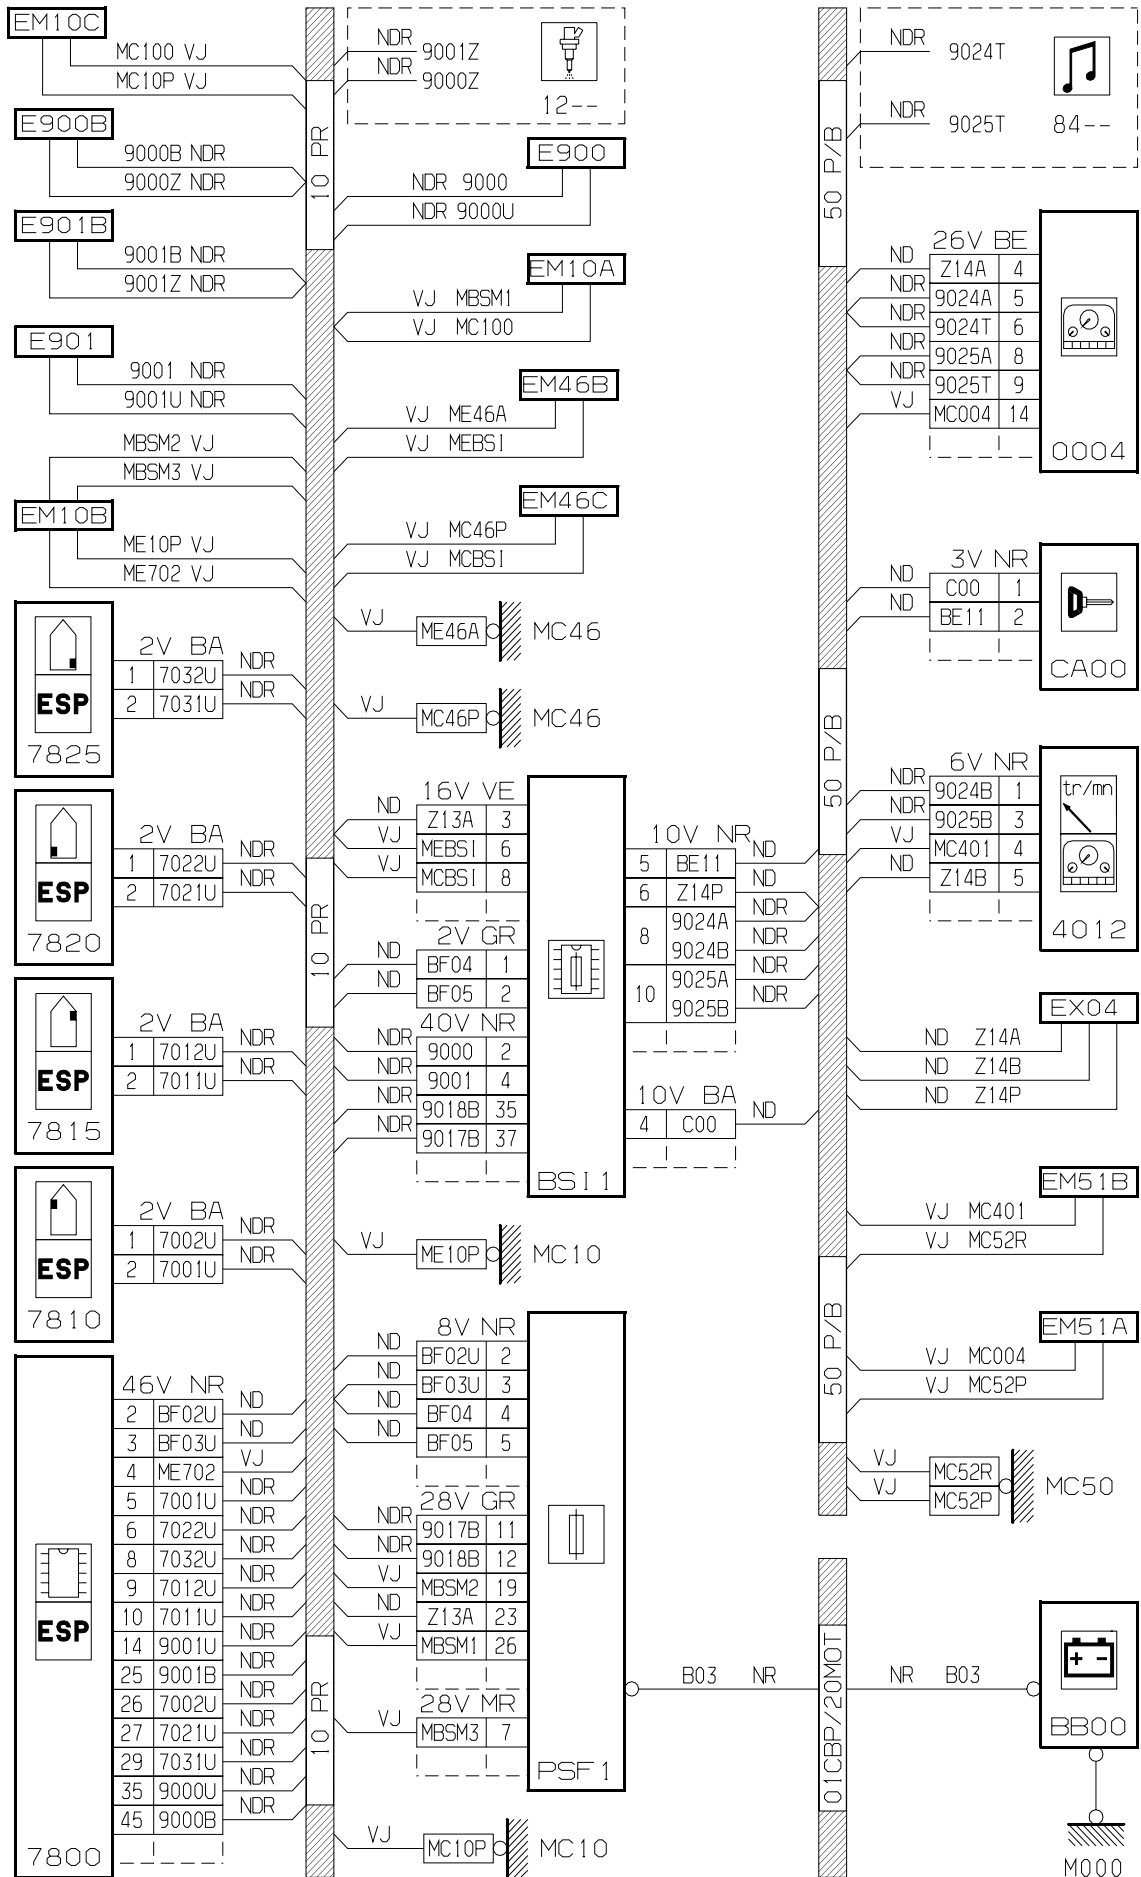 EM10C
MC100 VJ
MC10P VJ
E900B
9000B NDR
9000Z NDR
E901B
9001B NDR
9001Z NDR
E901
9001 NDR
9001U NDR
MBSM2 VJ
MBSM3 VJ
EM10B
ME10P VJ
ME702 VJ
2V BA
1 7032U NDR
2 7031U NDR
ESP
7825
2V BA
1 7022U NDR
2 7021U NDR
ESP
7820
2V BA
1 7012U NDR
2 7011U NDR
ESP
7815
2V BA
1 7002U NDR
2 7001U NDR
ESP
7810
46V NR
2 BF02U ND
3 BF03U ND
4 ME702 VJ
5 7001U NDR
6 7022U NDR
8 7032U NDR
9 7012U NDR
10 7011U NDR
14 9001U NDR
25 9001B NDR
26 7002U NDR
27 7021U NDR
29 7031U NDR
35 9000U NDR
45 9000B NDR
ESP
7800
10 PR
10 PR
10 PR
NDR 9001Z
NDR 9000Z
12--
E900
NDR 9000
NDR 9000U
EM10A
VJ MBSM1
VJ MC100
EM46B
VJ ME46A
VJ MEBSI
EM46C
VJ MC46P
VJ MCBSI
VJ ME46A MC46
VJ MC46P MC46
16V VE
ND Z13A 3
VJ MEBSI 6
VJ MCBSI 8
2V GR
ND BF04 1
ND BF05 2
40V NR
NDR 9000 2
NDR 9001 4
NDR 9018B 35
NDR 9017B 37
BSI1
10V NR
5 BE11 ND
6 Z14P ND
8 9024A NDR
9024B NDR
10 9025A NDR
9025B NDR
10V BA
4 C00 ND
VJ ME10P MC10
8V NR
ND BF02U 2
ND BF03U 3
ND BF04 4
ND BF05 5
28V GR
NDR 9017B 11
NDR 9018B 12
VJ MBSM2 19
ND Z13A 23
VJ MBSM1 26
28V MR
VJ MBSM3 7
PSF1
B03 NR
VJ MC10P MC10
50 P/B
50 P/B
50 P/B
01CBP/20MOT
NDR 9024T
NDR 9025T
84--
26V BE
ND Z14A 4
NDR 9024A 5
NDR 9024T 6
NDR 9025A 8
NDR 9025T 9
VJ MC004 14
0004
3V NR
ND C00 1
ND BE11 2
CA00
6V NR
NDR 9024B 1
NDR 9025B 3
VJ MC401 4
ND Z14B 5
tr/mn
4012
EX04
ND Z14A
ND Z14B
ND Z14P
EM51B
VJ MC401
VJ MC52R
EM51A
VJ MC004
VJ MC52P
VJ MC52R
VJ MC52P
MC50
NR B03
+ -
BB00
M000